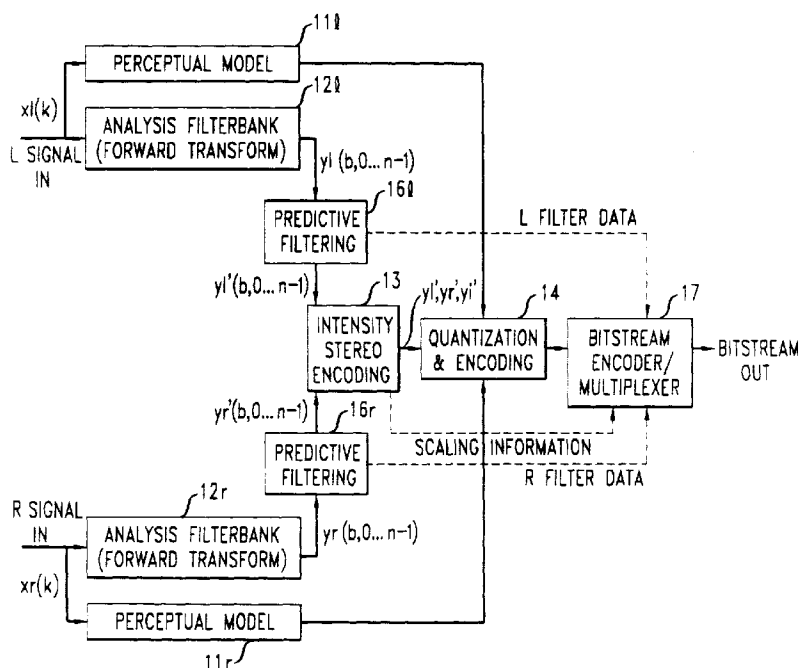 11ℓ
PERCEPTUAL MODEL
xl(k)
12ℓ
ANALYSIS FILTERBANK
(FORWARD TRANSFORM)
L SIGNAL
IN
yl (b,0...n-1)
16ℓ
PREDICTIVE
FILTERING
L FILTER DATA
yl'(b,0...n-1)
13
yl',yr',yi'
14
17
INTENSITY
STEREO
ENCODING
QUANTIZATION
& ENCODING
BITSTREAM
ENCODER/
MULTIPLEXER
BITSTREAM
OUT
yr'(b,0...n-1)
16r
SCALING INFORMATION
PREDICTIVE
FILTERING
R FILTER DATA
12r
R SIGNAL
IN
ANALYSIS FILTERBANK
(FORWARD TRANSFORM)
yr (b,0...n-1)
xr(k)
PERCEPTUAL MODEL
11r